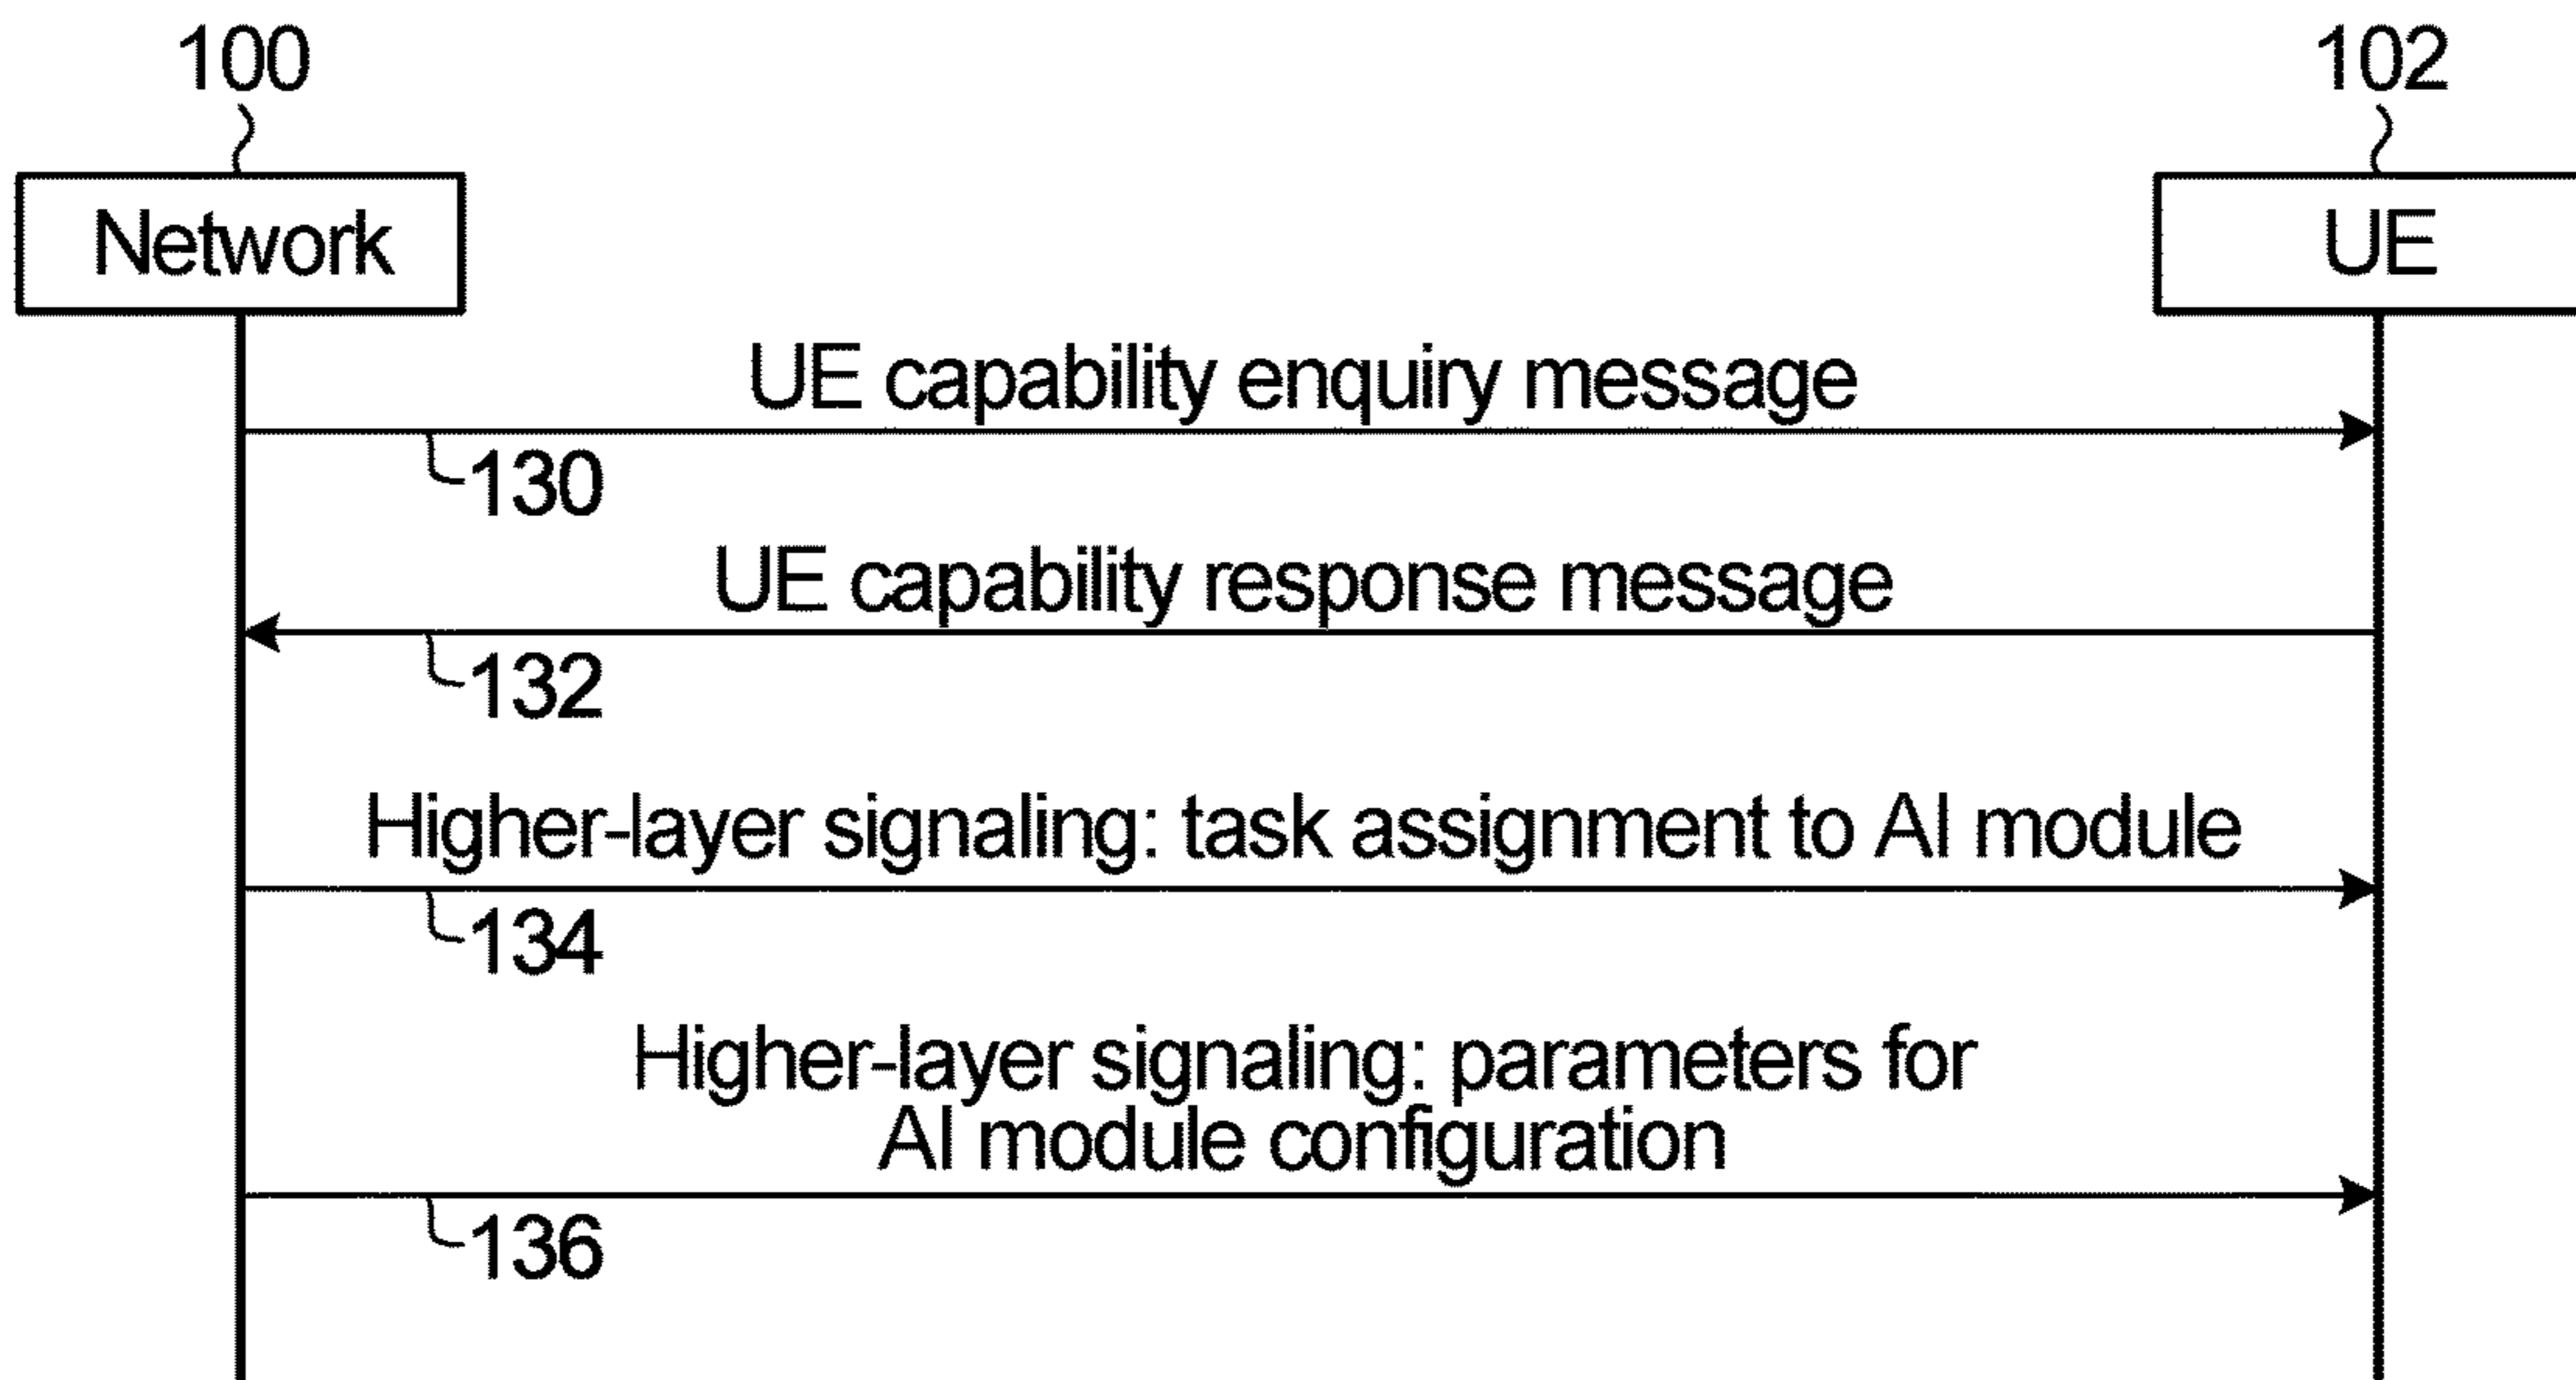 100
102
Network
UE
UE capability enquiry message
130
UE capability response message
132
Higher-layer signaling: task assignment to AI module
134
Higher-layer signaling: parameters for
AI module configuration
136